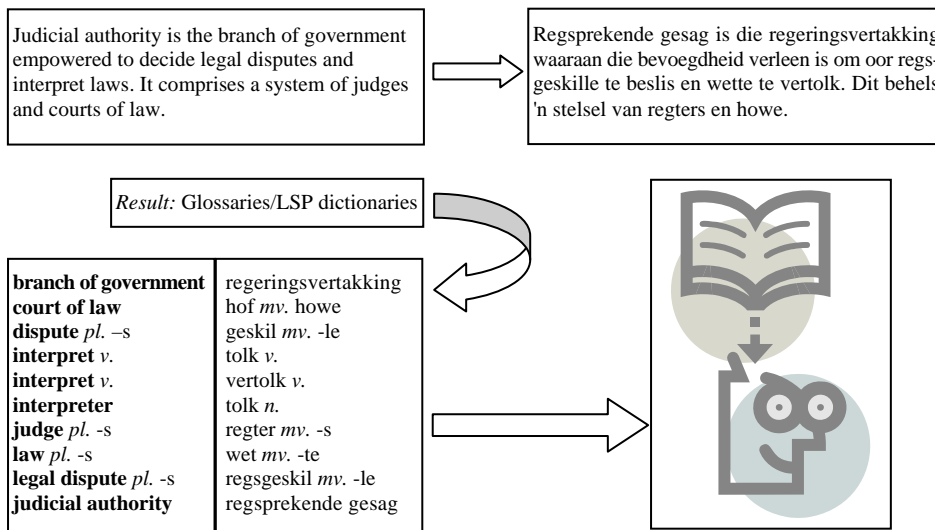 Judicial authority is the branch of government
empowered to decide legal disputes and
interpret laws. It comprises a system of judges
and courts of law.
Regsprekende gesag is die regeringsvertakking
waaraan die bevoegdheid verleen is om oor regs-
geskille te beslis en wette te vertolk. Dit behels
'n stelsel van regters en howe.
Result: Glossaries/LSP dictionaries
branch of government regeringsvertakking
court of law hof mv. howe
dispute pl. –s geskil mv. -le
interpret v. tolk v.
interpret v. vertolk v.
interpreter tolk n.
judge pl. -s regter mv. -s
law pl. -s wet mv. -te
legal dispute pl. -s regsgeskil mv. -le
judicial authority regsprekende gesag